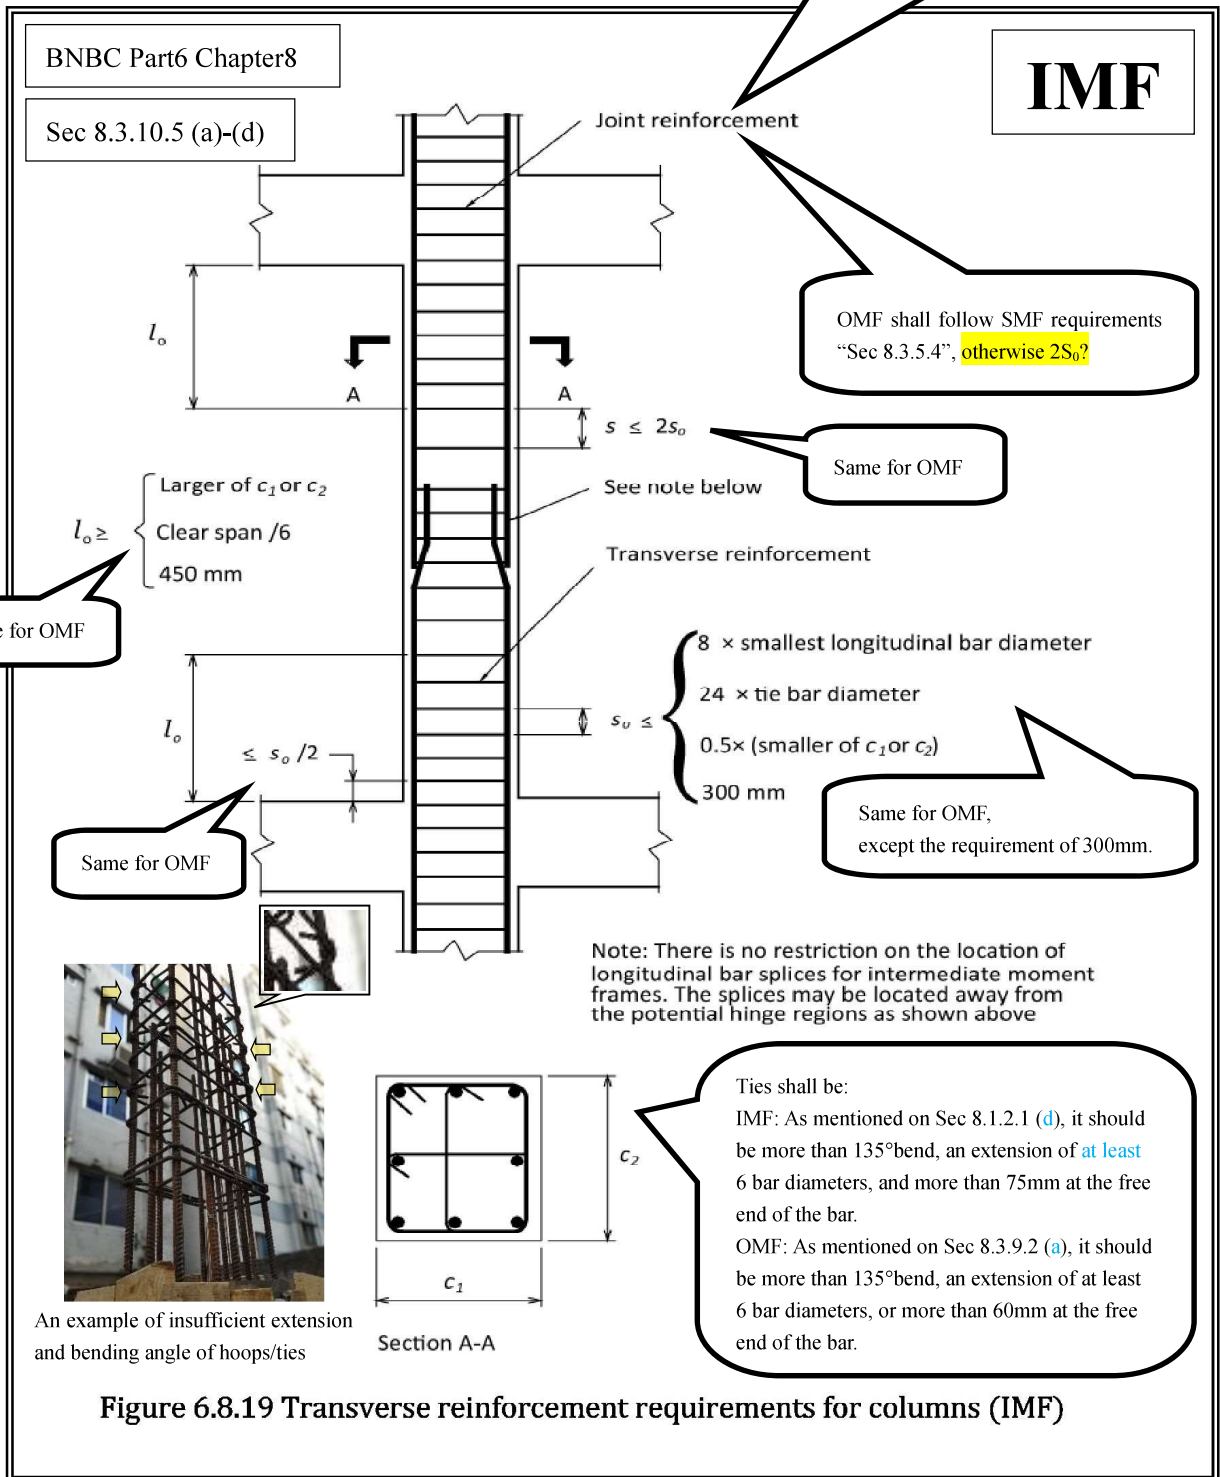 BNBC Part6 Chapter8
IMF
Sec 8.3.10.5 (a)-(d)
Joint reinforcement
OMF shall follow SMF requirements
“Sec 8.3.5.4”, otherwise 2S₀?
lₒ
A
A
s ≤ 2sₒ
Same for OMF
See note below
lₒ≥
Larger of c₁ or c₂
Clear span /6
450 mm
Transverse reinforcement
e for OMF
8 × smallest longitudinal bar diameter
24 × tie bar diameter
sₒ ≤
0.5× (smaller of c₁or c₂)
300 mm
lₒ
≤ sₒ /2
Same for OMF,
except the requirement of 300mm.
Same for OMF
Note: There is no restriction on the location of
longitudinal bar splices for intermediate moment
frames. The splices may be located away from
the potential hinge regions as shown above
Ties shall be:
IMF: As mentioned on Sec 8.1.2.1 (d), it should
be more than 135°bend, an extension of at least
6 bar diameters, and more than 75mm at the free
end of the bar.
OMF: As mentioned on Sec 8.3.9.2 (a), it should
be more than 135°bend, an extension of at least
6 bar diameters, or more than 60mm at the free
end of the bar.
c₂
c₁
Section A-A
An example of insufficient extension
and bending angle of hoops/ties
Figure 6.8.19 Transverse reinforcement requirements for columns (IMF)